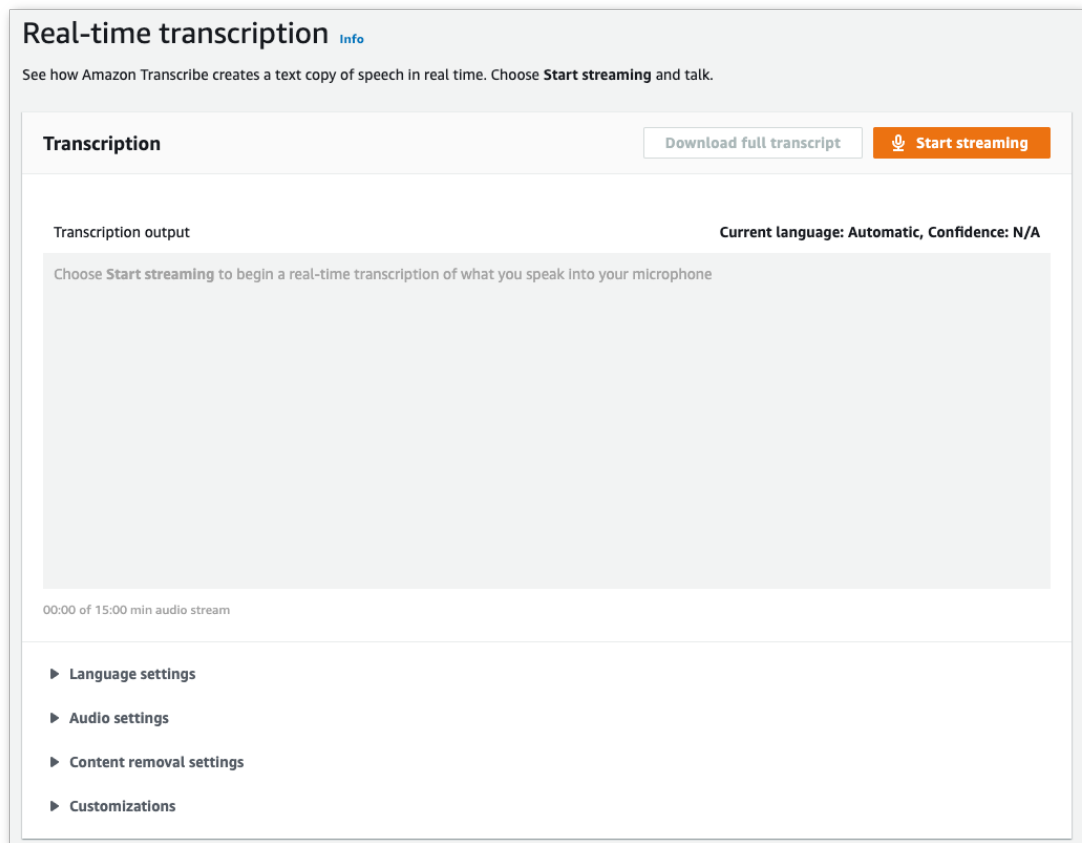 Real-time transcription Info
See how Amazon Transcribe creates a text copy of speech in real time. Choose Start streaming and talk.
Transcription
Download full transcript
Start streaming
Transcription output
Current language: Automatic, Confidence: N/A
Choose Start streaming to begin a real-time transcription of what you speak into your microphone
00:00 of 15:00 min audio stream
Language settings
Audio settings
Content removal settings
Customizations